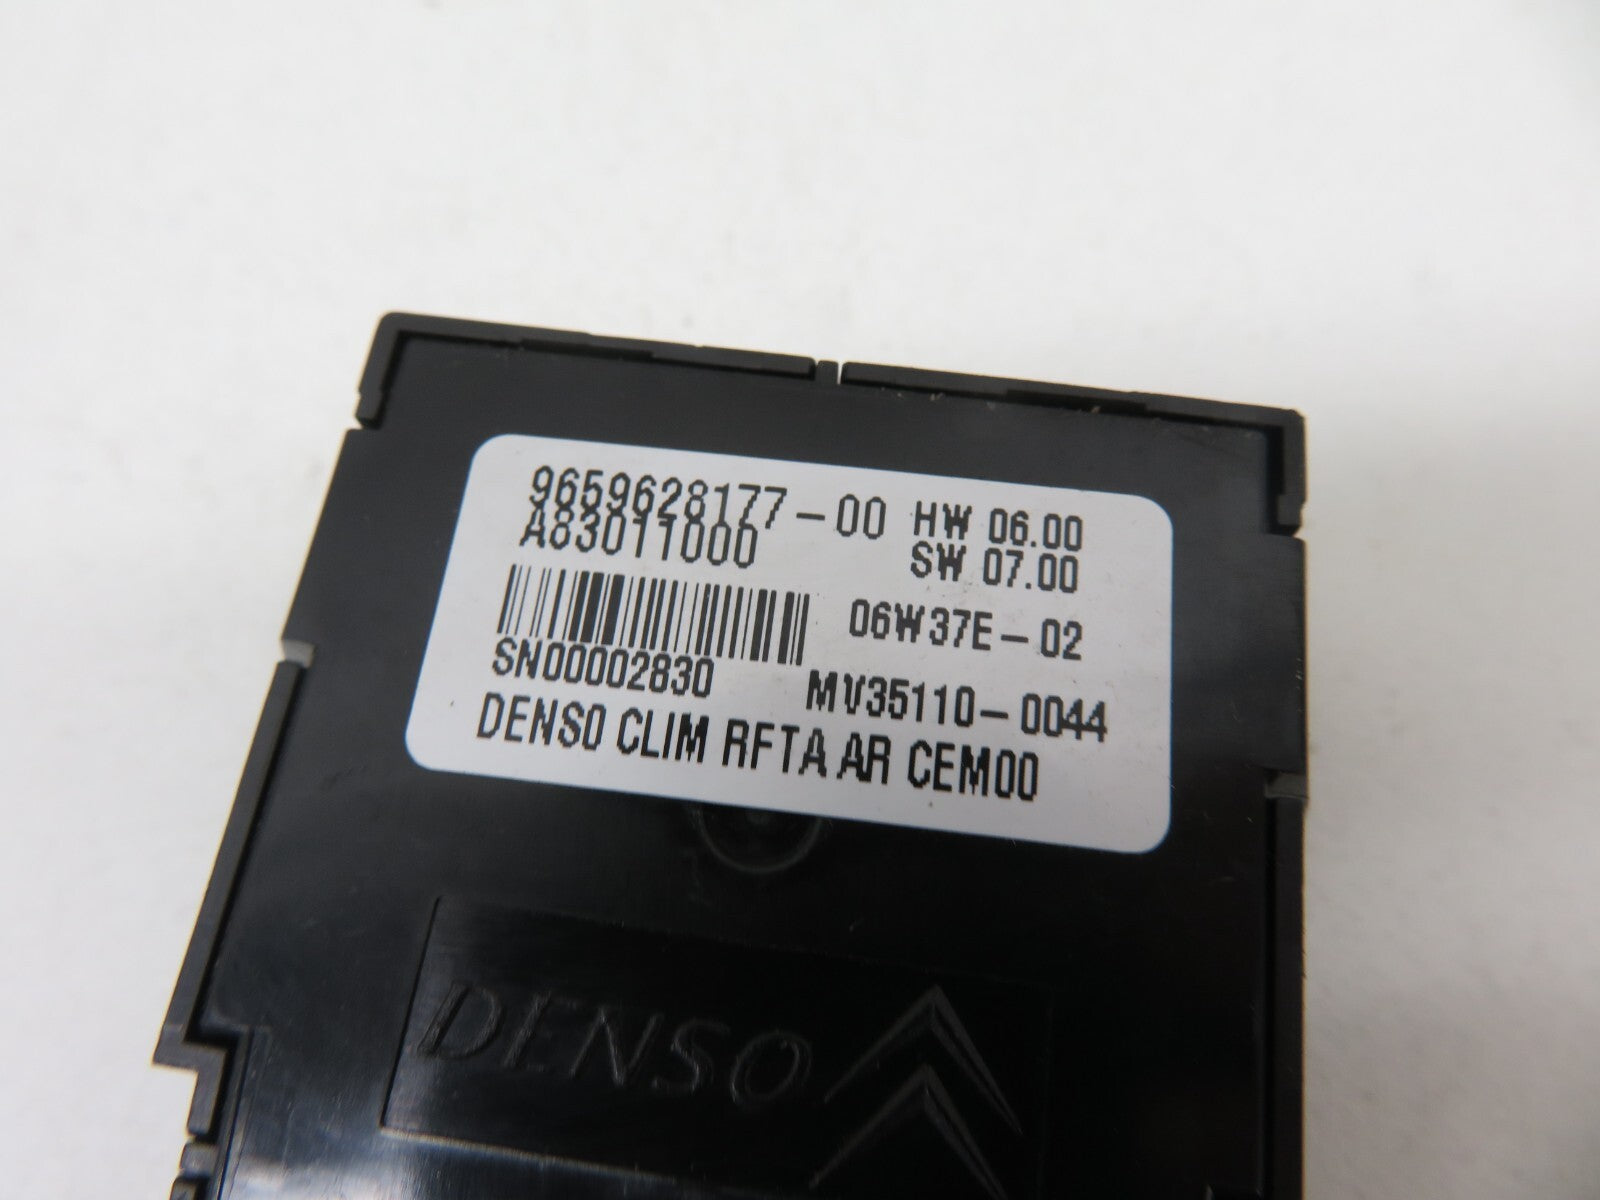 9659628177-00 HW 06.00
A83011000 SW 07.00
06W37E-02
SN00002830 MV35110-0044
DENSO CLIM RFTA AR CEM00
DENSO